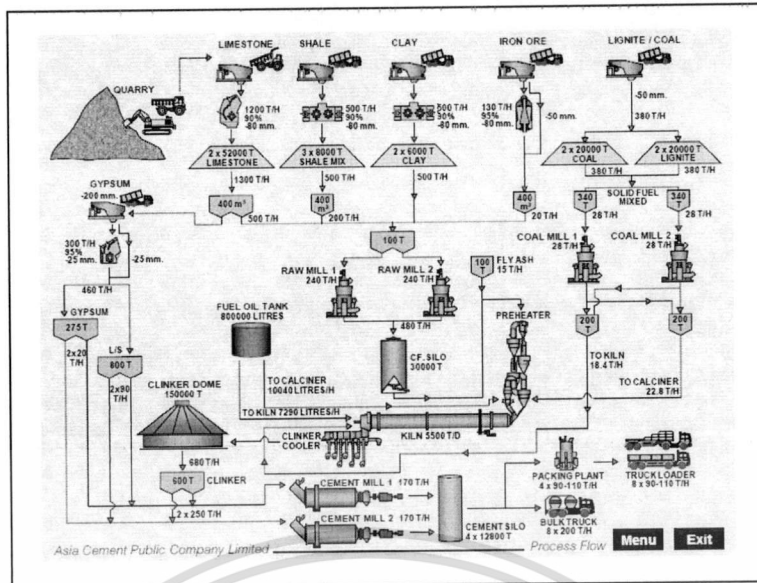 LIMESTONE
SHALE
CLAY
IRON ORE
LIGNITE / COAL
QUARRY
1200 T/H
90%
-80 mm.
500 T/H
90%
-80 mm.
500 T/H
90%
-80 mm.
130 T/H
95%
-80 mm.
-50 mm.
-50 mm.
380 T/H
2 x 52000 T
LIMESTONE
3 x 8000 T
SHALE MIX
2 x 6000 T
CLAY
2 x 20000 T
COAL
2 x 20000 T
LIGNITE
1300 T/H
500 T/H
500 T/H
380 T/H
380 T/H
GYPSUM
-200 mm.
400 m³
500 T/H
400
m³
200 T/H
400
m³
20 T/H
340
SOLID FUEL
MIXED
340
28 T/H
28 T/H
300 T/H
95%
-25 mm.
-25 mm.
100 T
100
T
FLY ASH
15 T/H
COAL MILL 1
28 T/H
COAL MILL 2
28 T/H
RAW MILL 1
240 T/H
RAW MILL 2
240 T/H
460 T/H
GYPSUM
275 T
FUEL OIL TANK
800000 LITRES
480 T/H
PREHEATER
200
T
200
T
2x20
T/H
L/S
800 T
2x90
T/H
CF. SILO
30000 T
TO KILN
18.4 T/H
TO CALCINER
22.8 T/H
CLINKER DOME
150000 T
TO CALCINER
10040 LITRES/H
TO KILN 7290 LITRES/H
KILN 5500 T/D
CLINKER
COOLER
680 T/H
600 T
CLINKER
2 x 250 T/H
CEMENT MILL 1 170 T/H
CEMENT MILL 2 170 T/H
CEMENT SILO
4 x 12800 T
PACKING PLANT
4 x 90-110 T/H
TRUCK LOADER
8 x 90-110 T/H
BULK TRUCK
8 x 200 T/H
Asia Cement Public Company Limited
Process Flow
Menu
Exit